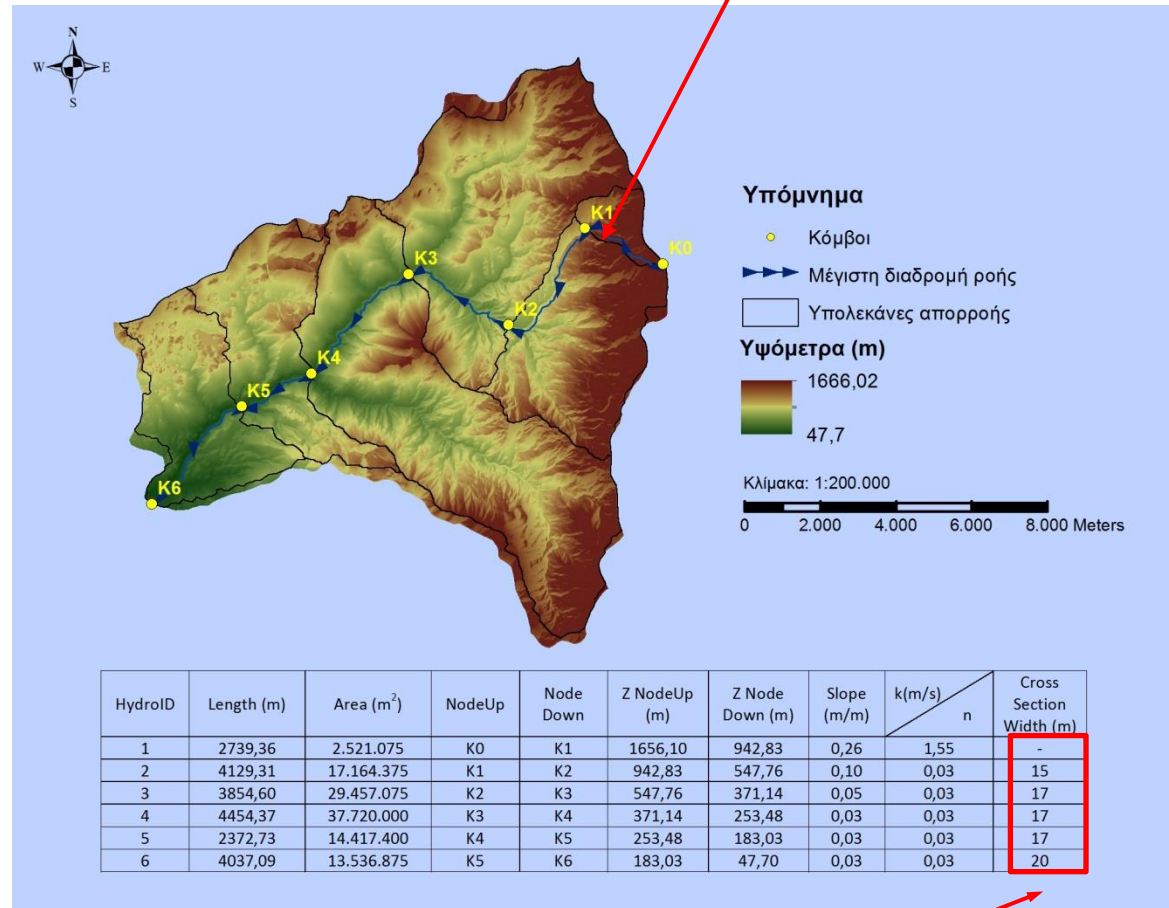 N
W E
S
K1
K0
K3
K2
K4
K5
K6
Υπόμνημα
Κόμβοι
Μέγιστη διαδρομή ροής
Υπολεκάνες απορροής
Υψόμετρα (m)
1666,02
47,7
Κλίμακα: 1:200.000
0 2.000 4.000 6.000 8.000 Meters
HydroID Length (m) Area (m²) NodeUp Node Down Z NodeUp (m) Z Node Down (m) Slope (m/m) k(m/s) n Cross Section Width (m)
1 2739,36 2.521.075 K0 K1 1656,10 942,83 0,26 1,55 -
2 4129,31 17.164.375 K1 K2 942,83 547,76 0,10 0,03 15
3 3854,60 29.457.075 K2 K3 547,76 371,14 0,05 0,03 17
4 4454,37 37.720.000 K3 K4 371,14 253,48 0,03 0,03 17
5 2372,73 14.417.400 K4 K5 253,48 183,03 0,03 0,03 17
6 4037,09 13.536.875 K5 K6 183,03 47,70 0,03 0,03 20